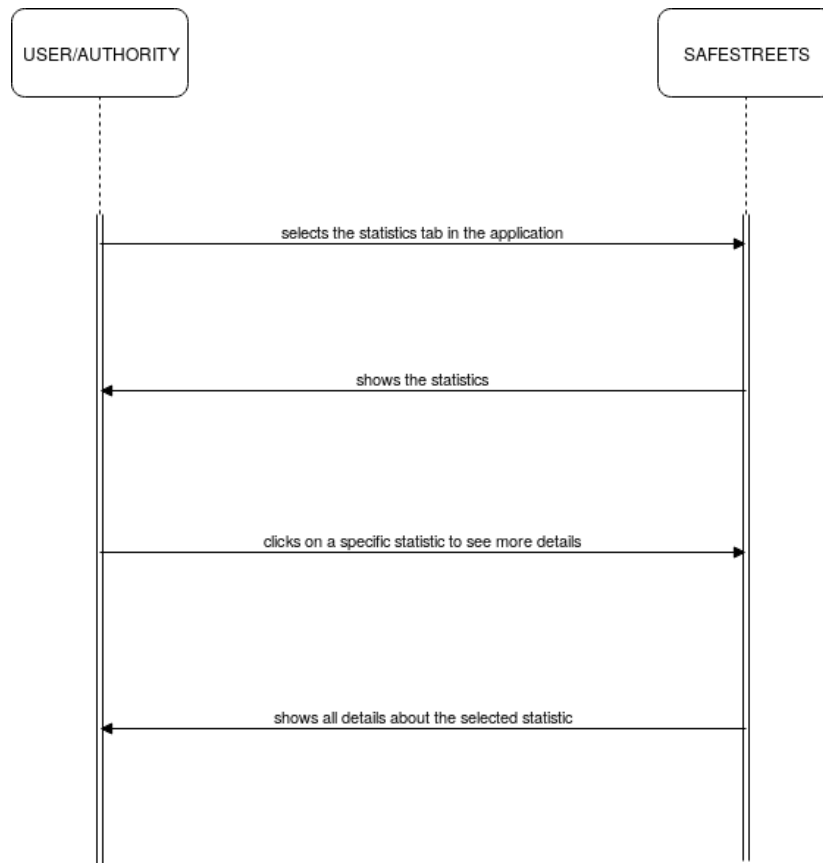 USER/AUTHORITY
SAFESTREETS
selects the statistics tab in the application
shows the statistics
clicks on a specific statistic to see more details
shows all details about the selected statistic